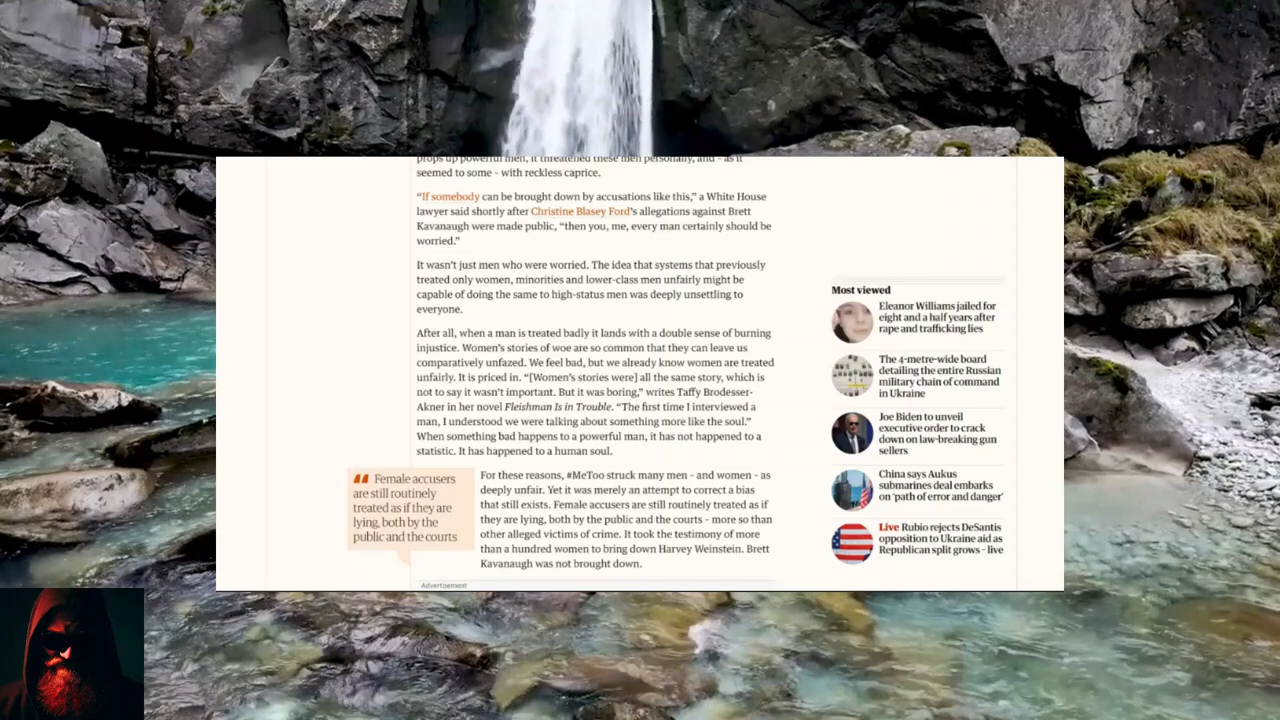 props up powerful men, it threatened these men personally, and – as it
seemed to some – with reckless caprice.
“If somebody can be brought down by accusations like this,” a White House
lawyer said shortly after Christine Blasey Ford’s allegations against Brett
Kavanaugh were made public, “then you, me, every man certainly should be
worried.”
It wasn’t just men who were worried. The idea that systems that previously
treated only women, minorities and lower-class men unfairly might be
capable of doing the same to high-status men was deeply unsettling to
everyone.
After all, when a man is treated badly it lands with a double sense of burning
injustice. Women’s stories of woe are so common that they can leave us
comparatively unfazed. We feel bad, but we already know women are treated
unfairly. It is priced in. “[Women’s stories were] all the same story, which is
not to say it wasn’t important. But it was boring,” writes Taffy Brodesser-
Akner in her novel Fleishman Is in Trouble. “The first time I interviewed a
man, I understood we were talking about something more like the soul.”
When something bad happens to a powerful man, it has not happened to a
statistic. It has happened to a human soul.
Female accusers
are still routinely
treated as if they are
lying, both by the
public and the courts
For these reasons, #MeToo struck many men – and women – as
deeply unfair. Yet it was merely an attempt to correct a bias
that still exists. Female accusers are still routinely treated as if
they are lying, both by the public and the courts – more so than
other alleged victims of crime. It took the testimony of more
than a hundred women to bring down Harvey Weinstein. Brett
Kavanaugh was not brought down.
Advertisement
Most viewed
Eleanor Williams jailed for
eight and a half years after
rape and trafficking lies
The 4-metre-wide board
detailing the entire Russian
military chain of command
in Ukraine
Joe Biden to unveil
executive order to crack
down on law-breaking gun
sellers
China says Aukus
submarines deal embarks
on ‘path of error and danger’
Live Rubio rejects DeSantis
opposition to Ukraine aid as
Republican split grows – live